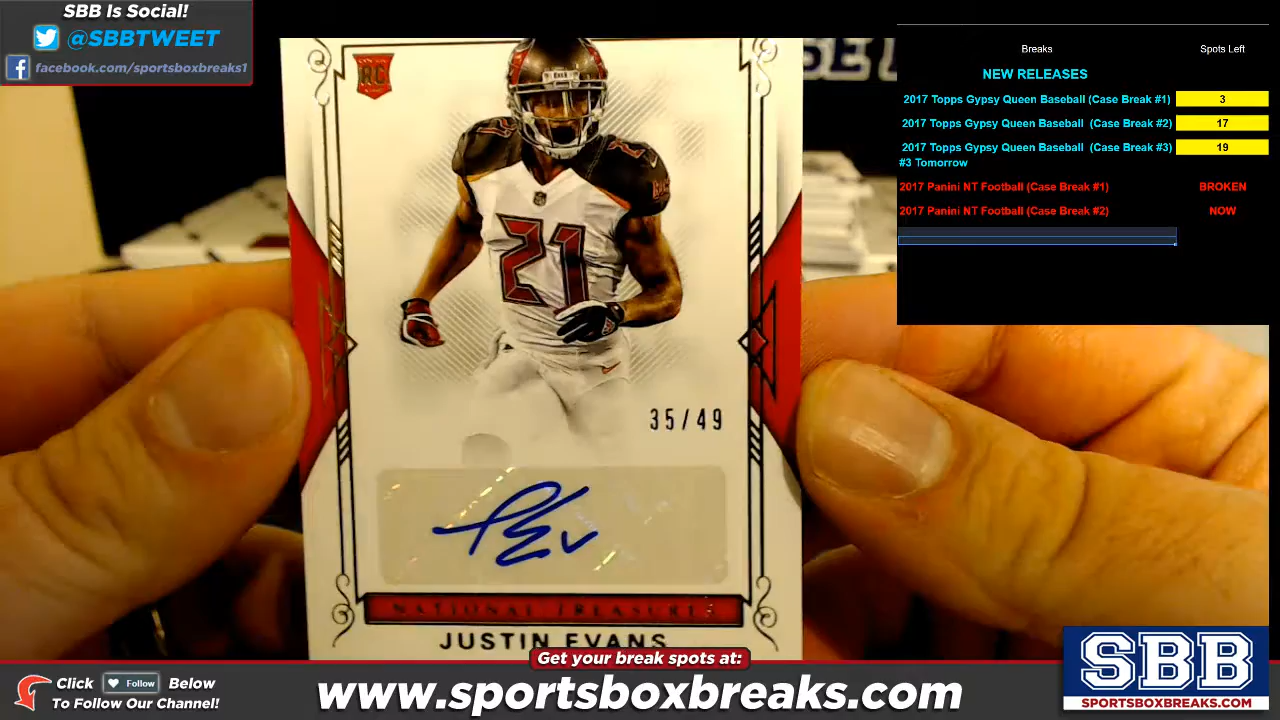 SBB Is Social!
@SBBTWEET
facebook.com/sportsboxbreaks1
Breaks Spots Left
NEW RELEASES
2017 Topps Gypsy Queen Baseball (Case Break #1) 3
2017 Topps Gypsy Queen Baseball (Case Break #2) 17
2017 Topps Gypsy Queen Baseball (Case Break #3) 19
#3 Tomorrow
2017 Panini NT Football (Case Break #1) BROKEN
2017 Panini NT Football (Case Break #2) NOW
RC
21
35/49
NATIONAL TREASURES
JUSTIN EVANS
Get your break spots at:
Click Follow Below
To Follow Our Channel!
www.sportsboxbreaks.com
SBB
SPORTSBOXBREAKS.COM